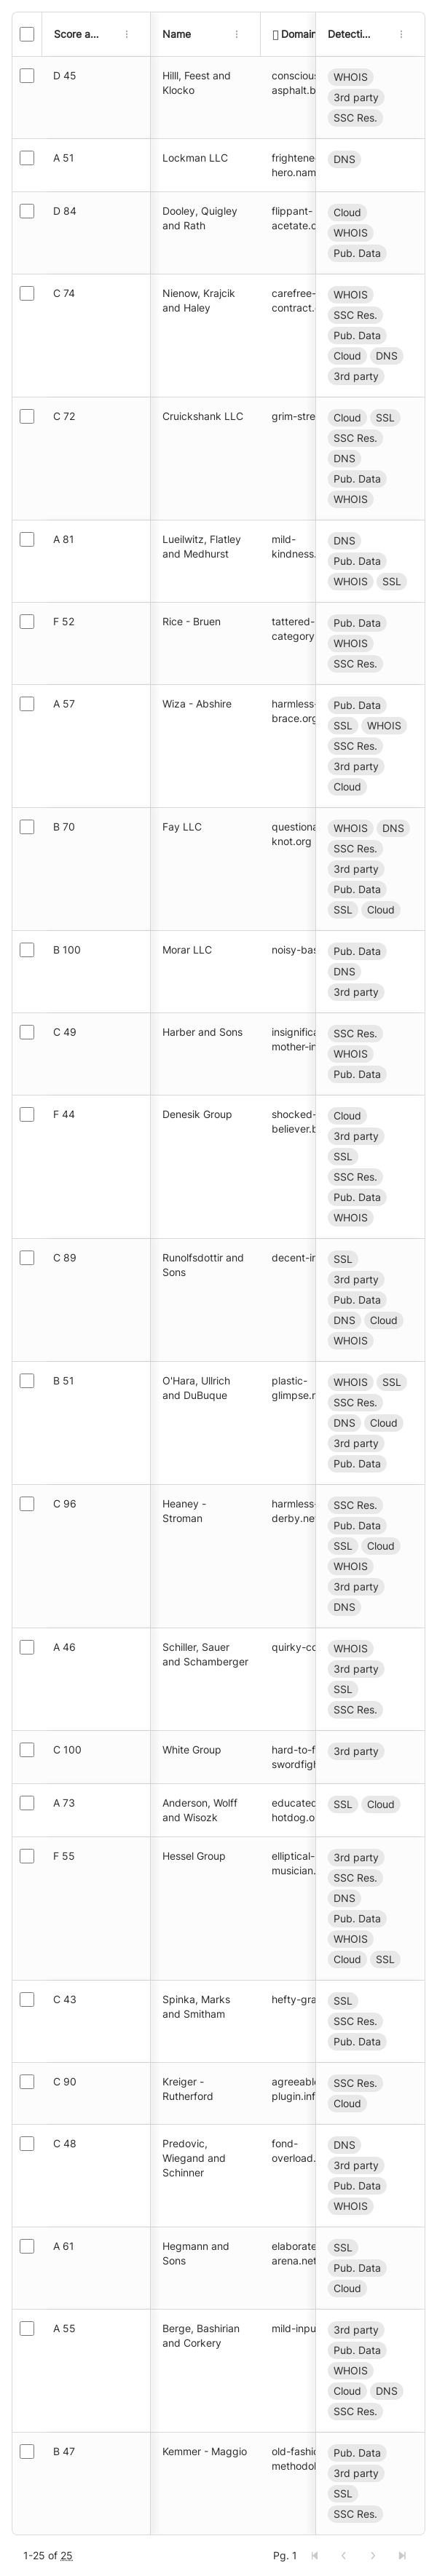 Score a... Name Domain Detecti...
D 45
Hilll, Feest and
Klocko
conscious
asphalt.b
WHOIS
3rd party
SSC Res.
A 51
Lockman LLC
frightene
hero.nam
DNS
D 84
Dooley, Quigley
and Rath
flippant-
acetate.c
Cloud
WHOIS
Pub. Data
C 74
Nienow, Krajcik
and Haley
carefree-
contract.
WHOIS
SSC Res.
Pub. Data
Cloud DNS
3rd party
C 72
Cruickshank LLC
grim-stre
Cloud SSL
SSC Res.
DNS
Pub. Data
WHOIS
A 81
Lueilwitz, Flatley
and Medhurst
mild-
kindness.
DNS
Pub. Data
WHOIS SSL
F 52
Rice - Bruen
tattered-
category
Pub. Data
WHOIS
SSC Res.
A 57
Wiza - Abshire
harmless-
brace.org
Pub. Data
SSL WHOIS
SSC Res.
3rd party
Cloud
B 70
Fay LLC
questiona
knot.org
WHOIS DNS
SSC Res.
3rd party
Pub. Data
SSL Cloud
B 100
Morar LLC
noisy-bas
Pub. Data
DNS
3rd party
C 49
Harber and Sons
insignifica
mother-in
SSC Res.
WHOIS
Pub. Data
F 44
Denesik Group
shocked-
believer.b
Cloud
3rd party
SSL
SSC Res.
Pub. Data
WHOIS
C 89
Runolfsdottir and
Sons
decent-in
SSL
3rd party
Pub. Data
DNS Cloud
WHOIS
B 51
O'Hara, Ullrich
and DuBuque
plastic-
glimpse.n
WHOIS SSL
SSC Res.
DNS Cloud
3rd party
Pub. Data
C 96
Heaney -
Stroman
harmless-
derby.net
SSC Res.
Pub. Data
SSL Cloud
WHOIS
3rd party
DNS
A 46
Schiller, Sauer
and Schamberger
quirky-co
WHOIS
3rd party
SSL
SSC Res.
C 100
White Group
hard-to-f
swordfigh
3rd party
A 73
Anderson, Wolff
and Wisozk
educated
hotdog.o
SSL Cloud
F 55
Hessel Group
elliptical-
musician.
3rd party
SSC Res.
DNS
Pub. Data
WHOIS
Cloud SSL
C 43
Spinka, Marks
and Smitham
hefty-gra
SSL
SSC Res.
Pub. Data
C 90
Kreiger -
Rutherford
agreeable
plugin.inf
SSC Res.
Cloud
C 48
Predovic,
Wiegand and
Schinner
fond-
overload.
DNS
3rd party
Pub. Data
WHOIS
A 61
Hegmann and
Sons
elaborate
arena.net
SSL
Pub. Data
Cloud
A 55
Berge, Bashirian
and Corkery
mild-inpu
3rd party
Pub. Data
WHOIS
Cloud DNS
SSC Res.
B 47
Kemmer - Maggio
old-fashio
methodol
Pub. Data
3rd party
SSL
SSC Res.
1-25 of 25 Pg. 1